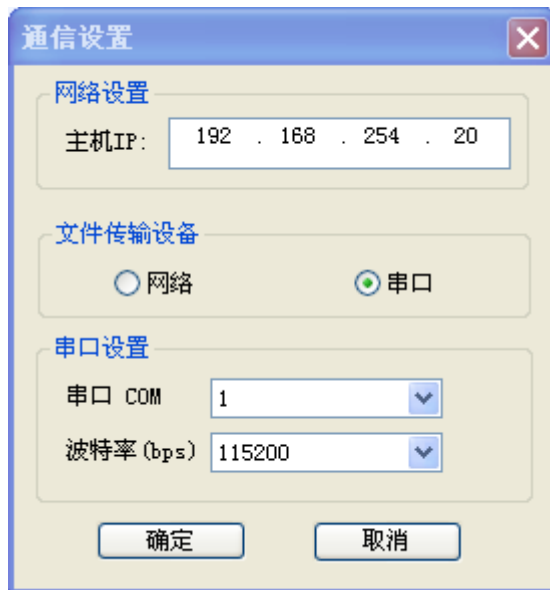 通信设置
网络设置
主机IP: 192 . 168 . 254 . 20
文件传输设备
网络 串口
串口设置
串口 COM 1
波特率(bps) 115200
确定 取消